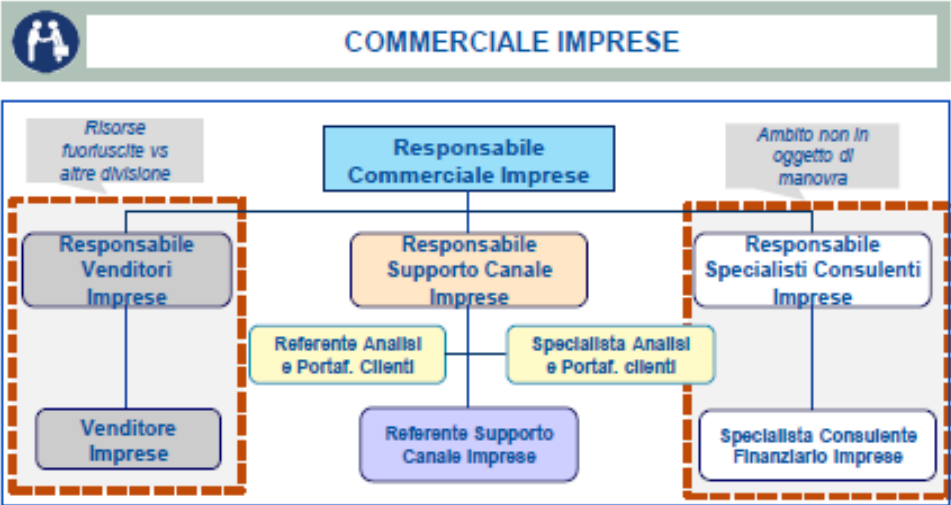 COMMERCIALE IMPRESE
Risorse
fuoriuscite vs
altre divisione
Responsabile
Commerciale Imprese
Ambito non in
oggetto di
manovra
Responsabile
Venditori
Imprese
Responsabile
Supporto Canale
Imprese
Responsabile
Specialisti Consulenti
Imprese
Referente Analisi
e Portaf. Clienti
Specialista Analisi
e Portaf. clienti
Venditore
Imprese
Referente Supporto
Canale Imprese
Specialista Consulente
Finanziario Imprese